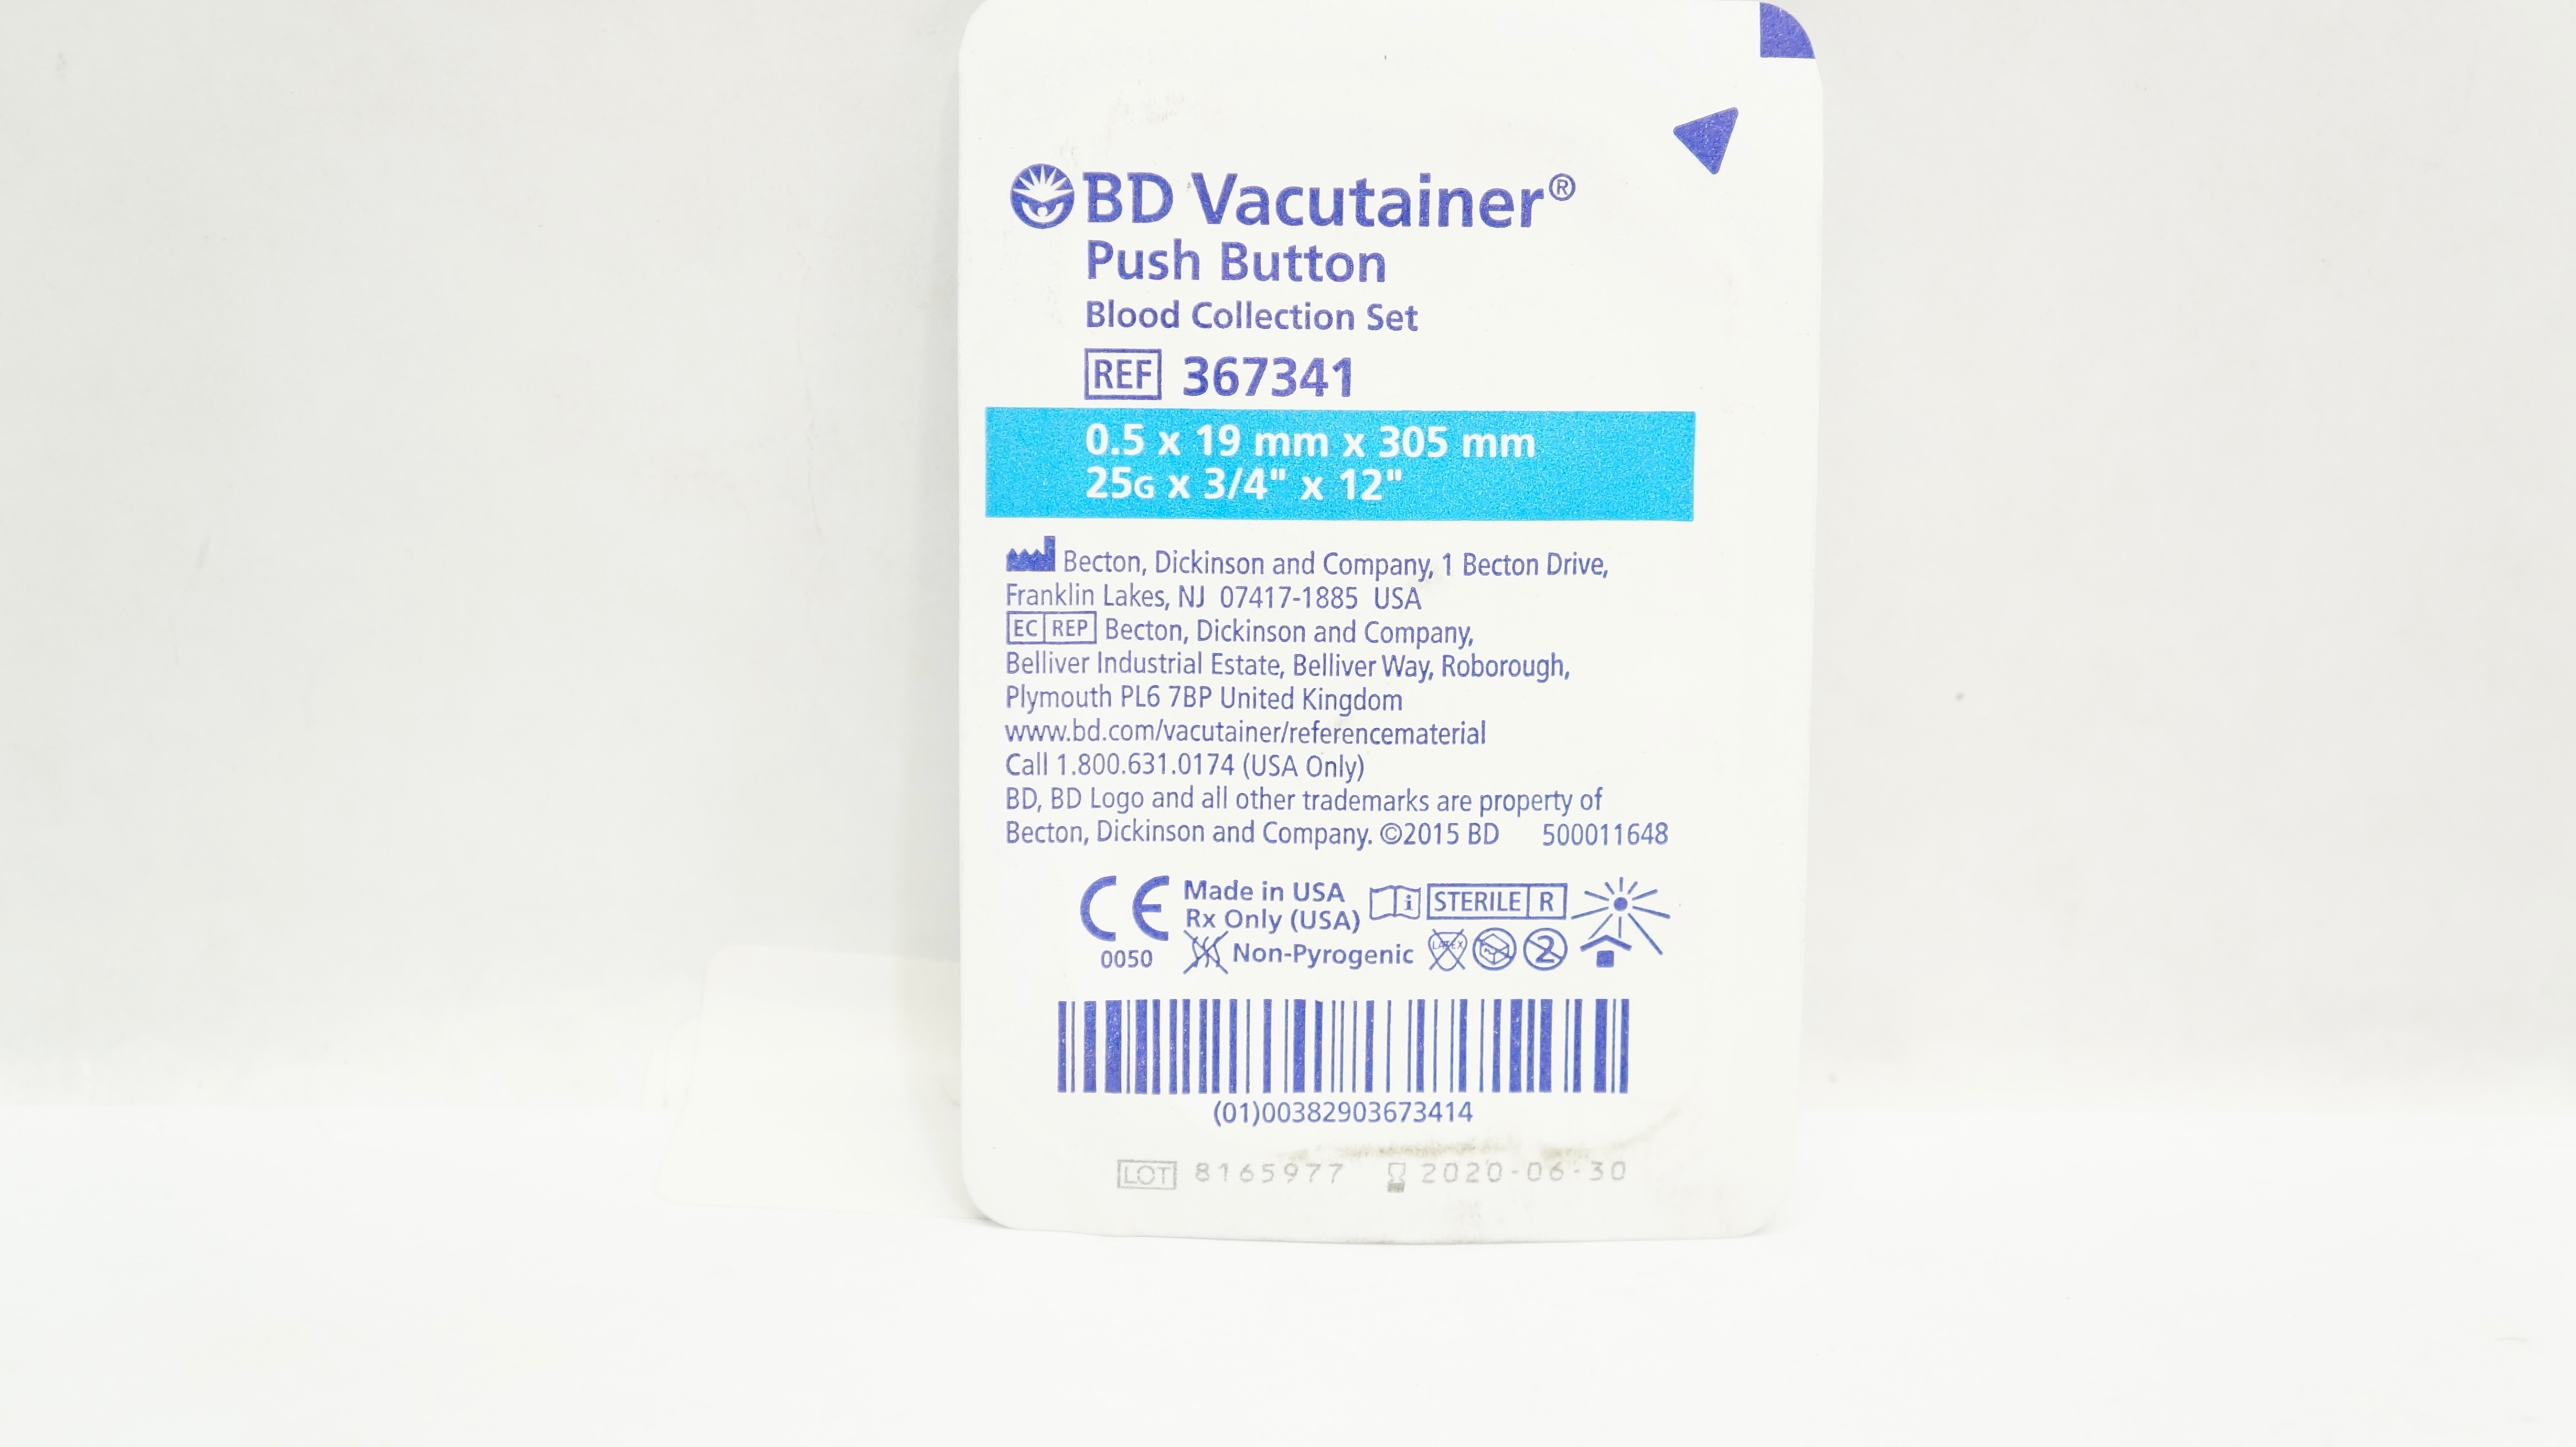 BD Vacutainer®
Push Button
Blood Collection Set
REF 367341
0.5 x 19 mm x 305 mm
25G x 3/4" x 12"
Becton, Dickinson and Company, 1 Becton Drive,
Franklin Lakes, NJ 07417-1885 USA
EC REP Becton, Dickinson and Company,
Belliver Industrial Estate, Belliver Way, Roborough,
Plymouth PL6 7BP United Kingdom
www.bd.com/vacutainer/referencematerial
Call 1.800.631.0174 (USA Only)
BD, BD Logo and all other trademarks are property of
Becton, Dickinson and Company. ©2015 BD 500011648
CE Made in USA i STERILE R
Rx Only (USA)
0050 Non-Pyrogenic LATEX 2
(01)00382903673414
LOT 8165977 2020-06-30